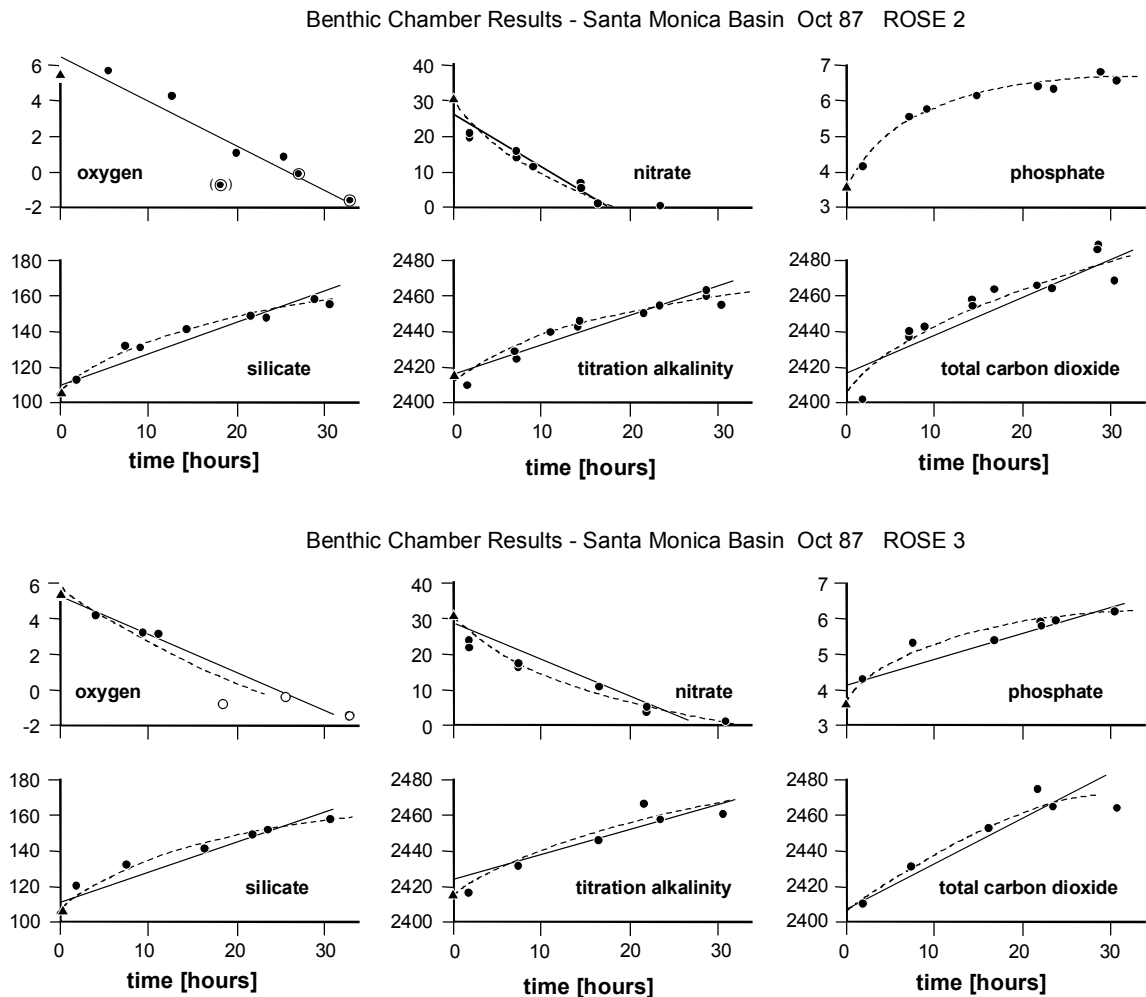 Benthic Chamber Results - Santa Monica Basin Oct 87 ROSE 2
6
4
2
0
-2
oxygen
( )
40
30
20
10
0
nitrate
7
6
5
4
3
phosphate
180
160
140
120
100
silicate
0 10 20 30
time [hours]
2480
2460
2440
2420
2400
titration alkalinity
0 10 20 30
time [hours]
2480
2460
2440
2420
2400
total carbon dioxide
0 10 20 30
time [hours]
Benthic Chamber Results - Santa Monica Basin Oct 87 ROSE 3
6
4
2
0
-2
oxygen
40
30
20
10
0
nitrate
7
6
5
4
3
phosphate
180
160
140
120
100
silicate
0 10 20 30
time [hours]
2480
2460
2440
2420
2400
titration alkalinity
0 10 20 30
time [hours]
2480
2460
2440
2420
2400
total carbon dioxide
0 10 20 30
time [hours]